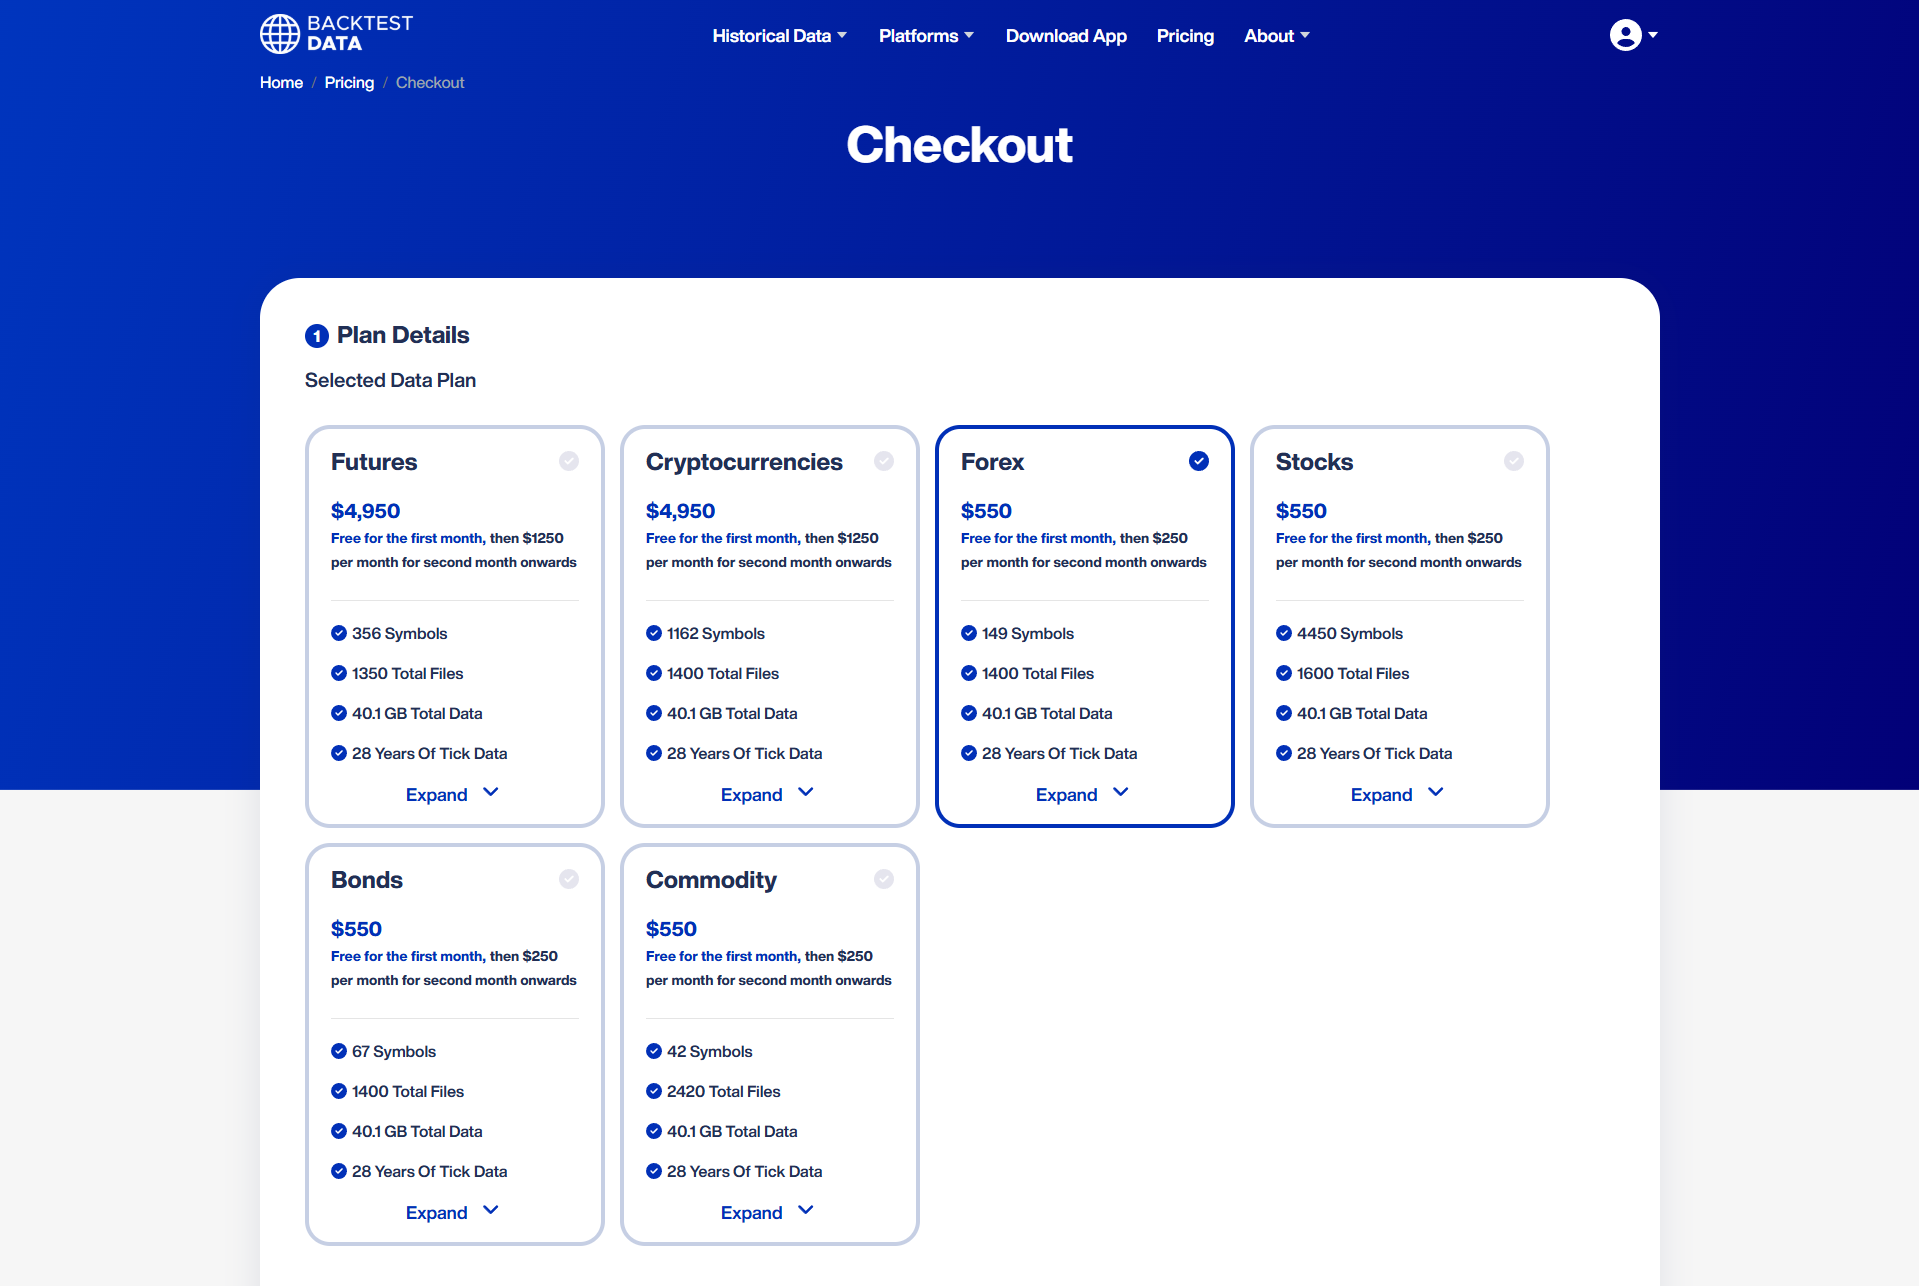 BACKTEST
DATA
Historical Data
Platforms
Download App
Pricing
About
Home / Pricing / Checkout
Checkout
1 Plan Details
Selected Data Plan
Futures
$4,950
Free for the first month, then $1250
per month for second month onwards
356 Symbols
1350 Total Files
40.1 GB Total Data
28 Years Of Tick Data
Expand
Cryptocurrencies
$4,950
Free for the first month, then $1250
per month for second month onwards
1162 Symbols
1400 Total Files
40.1 GB Total Data
28 Years Of Tick Data
Expand
Forex
$550
Free for the first month, then $250
per month for second month onwards
149 Symbols
1400 Total Files
40.1 GB Total Data
28 Years Of Tick Data
Expand
Stocks
$550
Free for the first month, then $250
per month for second month onwards
4450 Symbols
1600 Total Files
40.1 GB Total Data
28 Years Of Tick Data
Expand
Bonds
$550
Free for the first month, then $250
per month for second month onwards
67 Symbols
1400 Total Files
40.1 GB Total Data
28 Years Of Tick Data
Expand
Commodity
$550
Free for the first month, then $250
per month for second month onwards
42 Symbols
2420 Total Files
40.1 GB Total Data
28 Years Of Tick Data
Expand